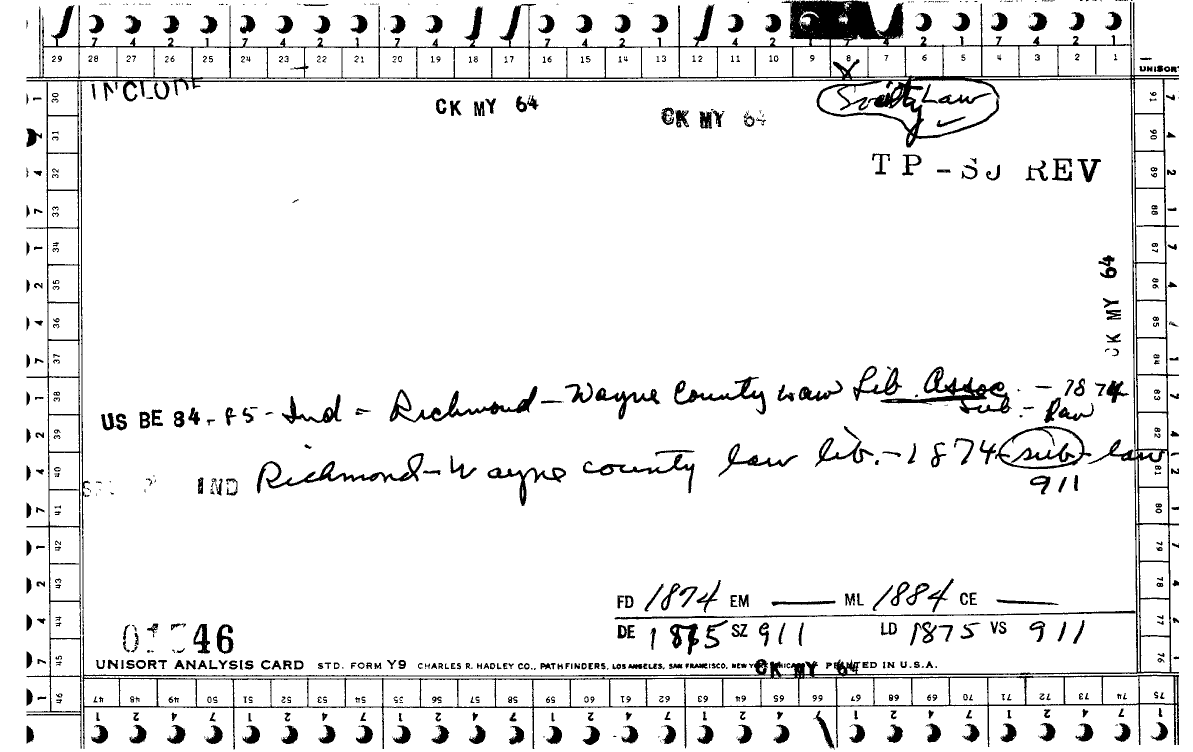 7 4 2 1 7 4 2 1 7 4 2 1 7 4 2 1 7 4 2 1 7 4 2 1 7 4 2 1
29 28 27 26 25 24 23 22 21 20 19 18 17 16 15 14 13 12 11 10 9 8 7 6 5 4 3 2 1
UNISORT
INCLUDE
CK MY 64
CK MY 64
Society Law
TP-SJ REV
CK MY 64
US BE 84-85-Ind - Richmond-Wayne County Law Lib. Assoc. - 1874
Sub. - Law
IND Richmond-Wayne county law lib.-1874-sub-law
911
FD 1874 EM — ML 1884 CE —
DE 1875 SZ 911 LD 1875 VS 911
46
UNISORT ANALYSIS CARD STD. FORM Y9 CHARLES R. HADLEY CO., PATHFINDERS, LOS ANGELES, SAN FRANCISCO, NEW YORK, CHICAGO PRINTED IN U.S.A.
CK MY 64
30 31 32 33 34 35 36 37 38 39 40 41 42 43 44 45 46
91 90 89 88 87 86 85 84 83 82 81 80 79 78 77 76 75
47 48 49 50 51 52 53 54 55 56 57 58 59 60 61 62 63 64 65 66 67 68 69 70 71 72 73 74